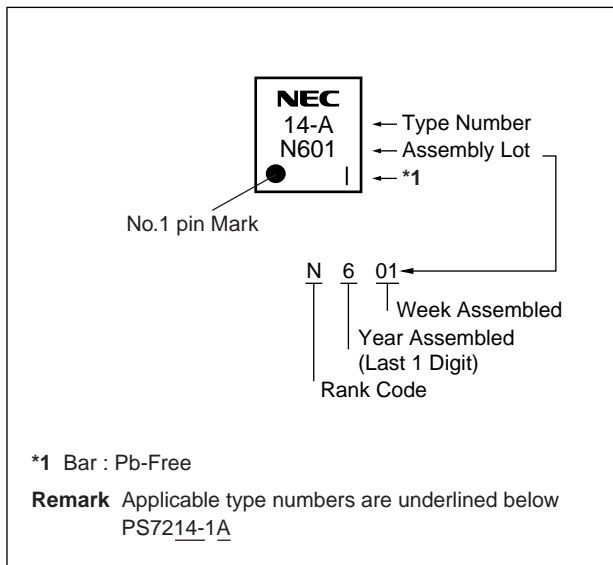 NEC
14-A
N601
Type Number
Assembly Lot
*1
No.1 pin Mark
N 6 01
Week Assembled
Year Assembled
(Last 1 Digit)
Rank Code
*1 Bar : Pb-Free
Remark Applicable type numbers are underlined below
PS7214-1A